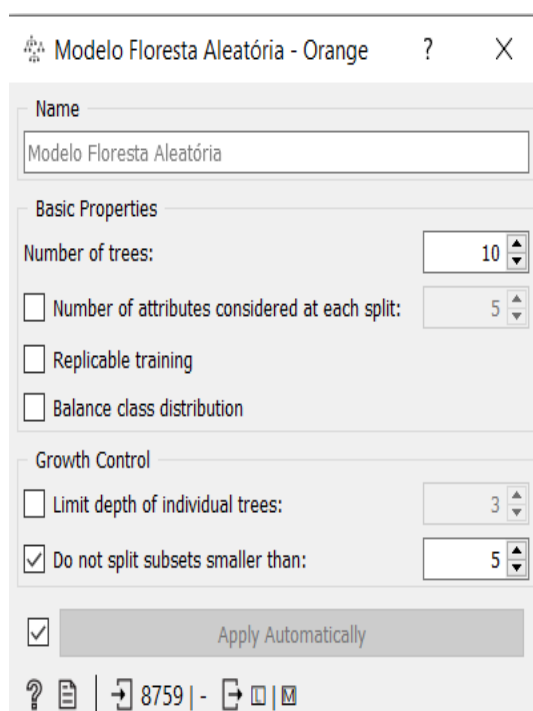 Modelo Floresta Aleatória - Orange ? X
Name
Modelo Floresta Aleatória
Basic Properties
Number of trees: 10
Number of attributes considered at each split: 5
Replicable training
Balance class distribution
Growth Control
Limit depth of individual trees: 3
Do not split subsets smaller than: 5
Apply Automatically
? 8759 | - L | M